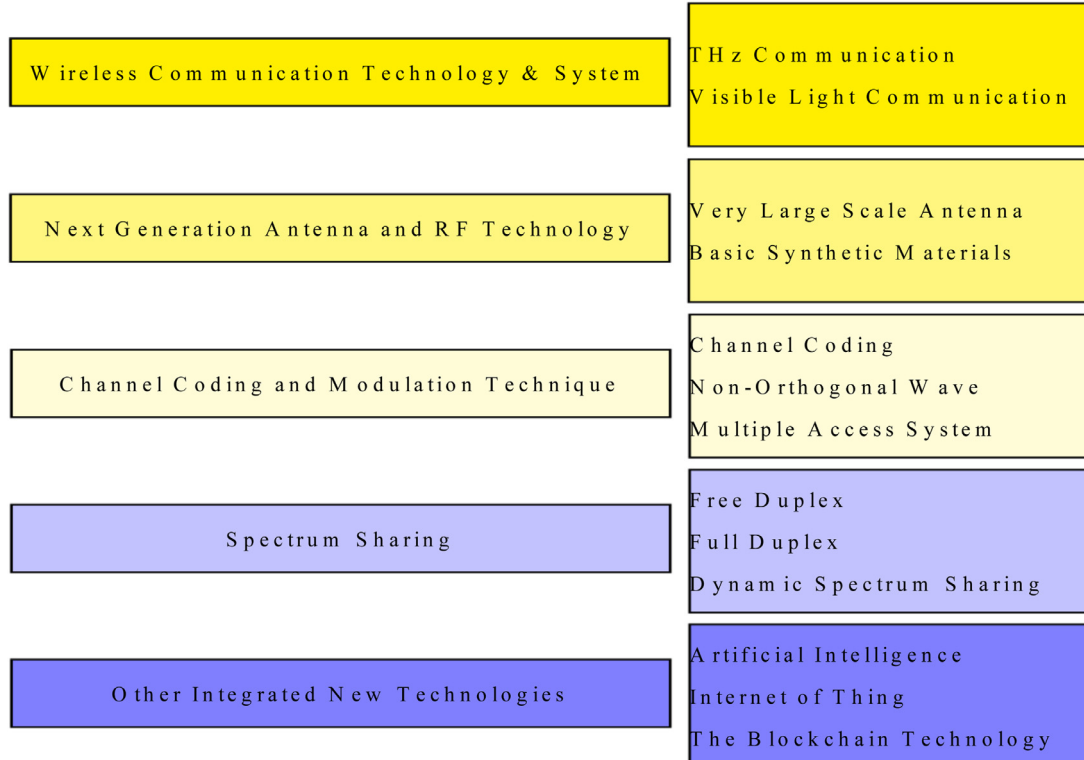 Wireless Communication Technology & System
THz Communication
Visible Light Communication
Next Generation Antenna and RF Technology
Very Large Scale Antenna
Basic Synthetic Materials
Channel Coding and Modulation Technique
Channel Coding
Non-Orthogonal Wave
Multiple Access System
Spectrum Sharing
Free Duplex
Full Duplex
Dynamic Spectrum Sharing
Other Integrated New Technologies
Artificial Intelligence
Internet of Thing
The Blockchain Technology